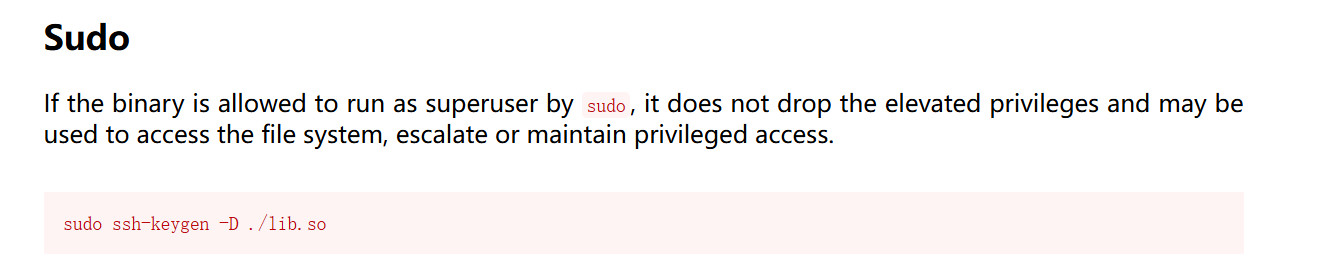 Sudo
If the binary is allowed to run as superuser by sudo, it does not drop the elevated privileges and may be
used to access the file system, escalate or maintain privileged access.
sudo ssh-keygen -D ./lib.so